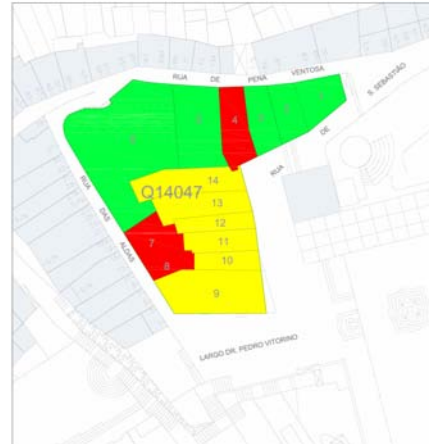 RUA DE PENA VENTOSA
S. SEBASTIÃO
RUA DE
4
14
Q14047
13
12
RUA DAS ALDAS
7
11
8
10
9
LARGO DR. PEDRO VITORINO